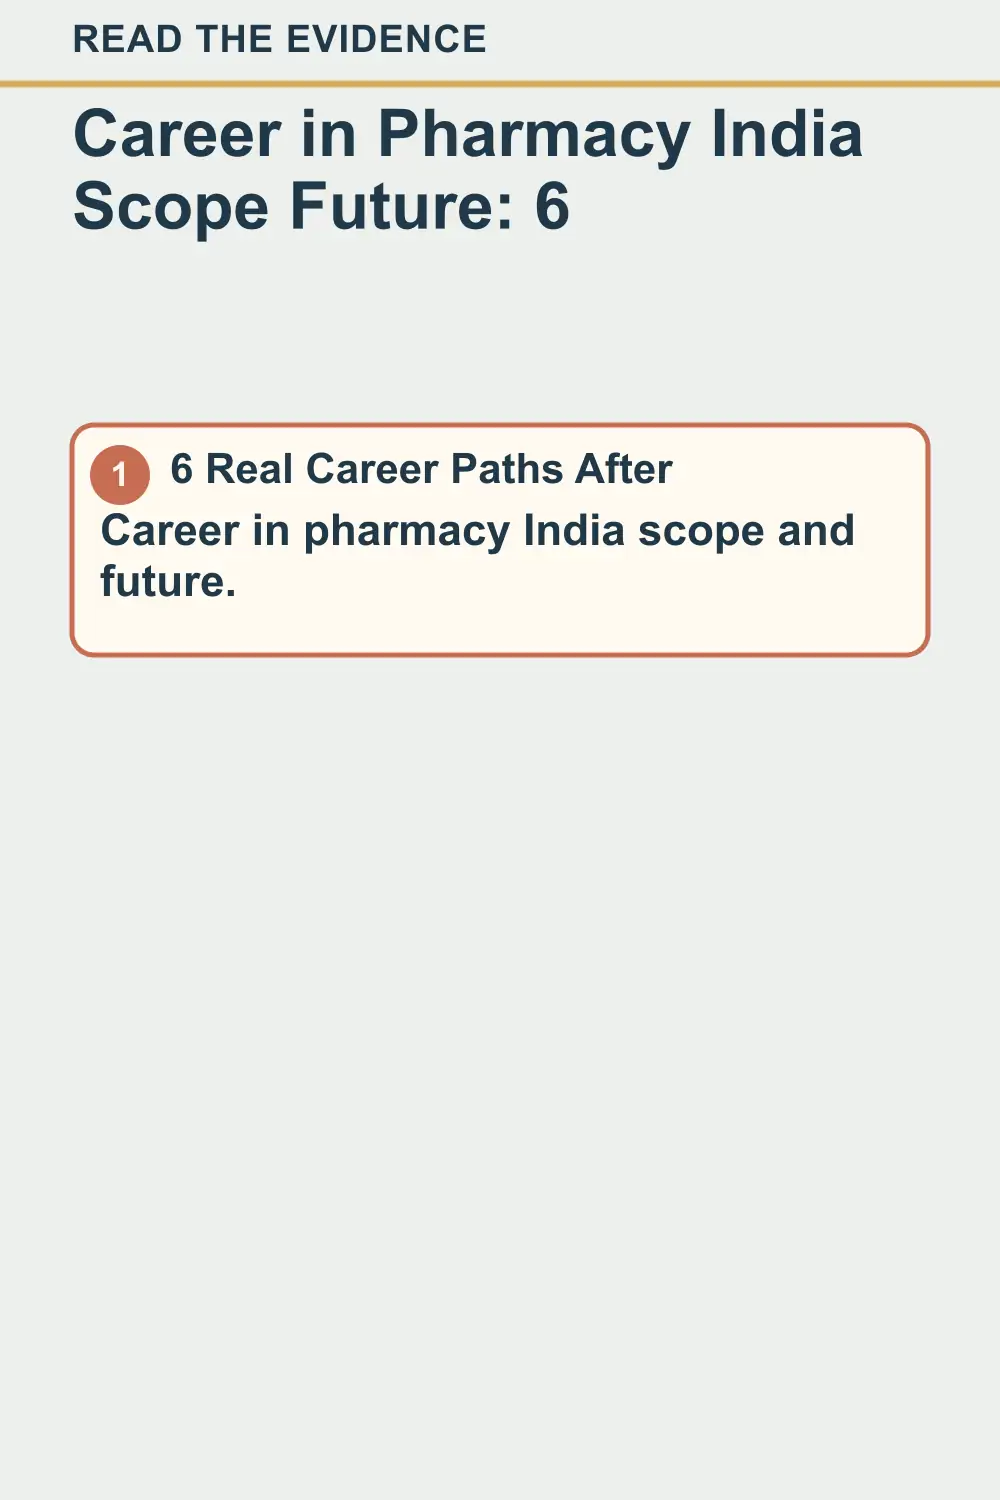 READ THE EVIDENCE
Career in Pharmacy India
Scope Future: 6
1 6 Real Career Paths After
Career in pharmacy India scope and
future.